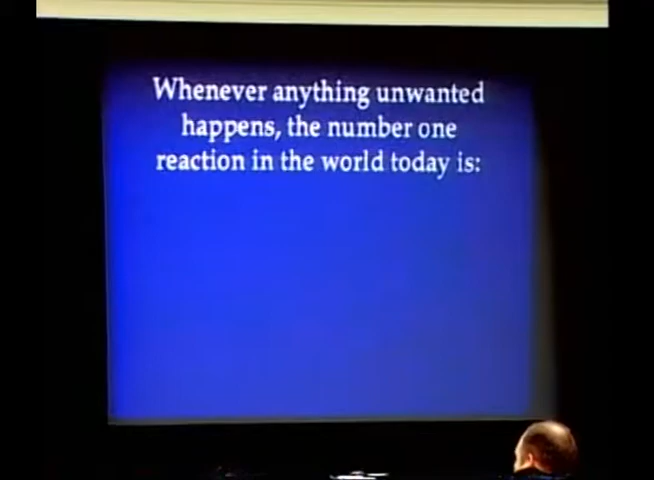 Whenever anything unwanted
happens, the number one
reaction in the world today is: